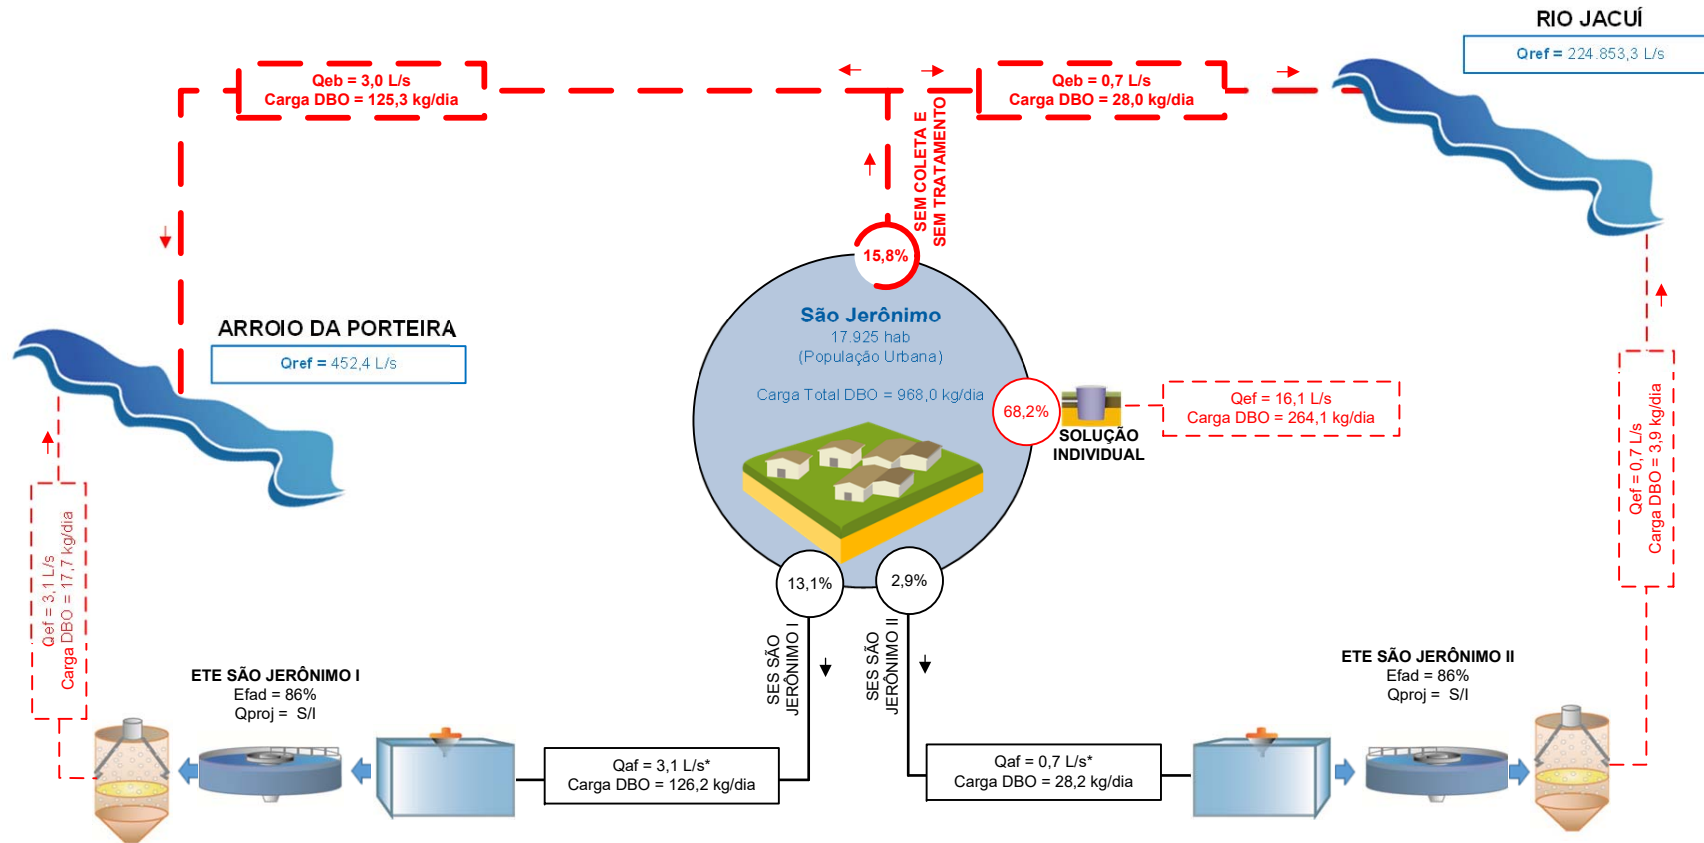 RIO JACUÍ
Qref = 224.853,3 L/s
Qeb = 3,0 L/s
Carga DBO = 125,3 kg/dia
Qeb = 0,7 L/s
Carga DBO = 28,0 kg/dia
SEM COLETA E
SEM TRATAMENTO
15,8%
São Jerônimo
17.925 hab
(População Urbana)
Carga Total DBO = 968,0 kg/dia
ARROIO DA PORTEIRA
Qref = 452,4 L/s
68,2%
SOLUÇÃO
INDIVIDUAL
Qef = 16,1 L/s
Carga DBO = 264,1 kg/dia
Qef = 0,7 L/s
Carga DBO = 3,9 kg/dia
Qef = 3,1 L/s
Carga DBO = 17,7 kg/dia
13,1%
2,9%
SES SÃO
JERÔNIMO I
SES SÃO
JERÔNIMO II
ETE SÃO JERÔNIMO I
Efad = 86%
Qproj = S/I
ETE SÃO JERÔNIMO II
Efad = 86%
Qproj = S/I
Qaf = 3,1 L/s*
Carga DBO = 126,2 kg/dia
Qaf = 0,7 L/s*
Carga DBO = 28,2 kg/dia